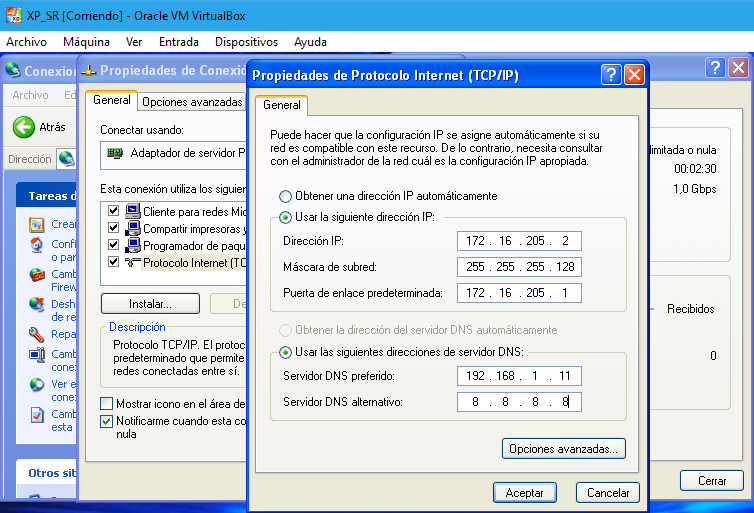 XP_SR [Corriendo] - Oracle VM VirtualBox
Archivo Máquina Ver Entrada Dispositivos Ayuda
Conexion
Archivo Ed
Atrás
Dirección
Tareas d
Crear
Confi
o par
Camb
Firew
Desh
de re
Repa
Camb
cone
Ver e
cone
Camb
esta
Otros sit
Propiedades de Conexi
General Opciones avanzadas
Conectar usando:
Adaptador de servidor P
Esta conexión utiliza los siguien
Cliente para redes Mic
Compartir impresoras y
Programador de paqu
Protocolo Internet (TC
Instalar... De
Descripción
Protocolo TCP/IP. El protoc
predeterminado que permite
redes conectadas entre sí.
Mostrar icono en el área de
Notificarme cuando esta co
nula
Propiedades de Protocolo Internet (TCP/IP)
General
Puede hacer que la configuración IP se asigne automáticamente si su
red es compatible con este recurso. De lo contrario, necesita consultar
con el administrador de la red cuál es la configuración IP apropiada.
Obtener una dirección IP automáticamente
Usar la siguiente dirección IP:
Dirección IP: 172 . 16 . 205 . 2
Máscara de subred: 255 . 255 . 255 . 128
Puerta de enlace predeterminada: 172 . 16 . 205 . 1
Obtener la dirección del servidor DNS automáticamente
Usar las siguientes direcciones de servidor DNS:
Servidor DNS preferido: 192 . 168 . 1 . 11
Servidor DNS alternativo: 8 . 8 . 8 . 8
Opciones avanzadas...
Aceptar Cancelar
limitada o nula
00:02:30
1,0 Gbps
Recibidos
0
Cerrar